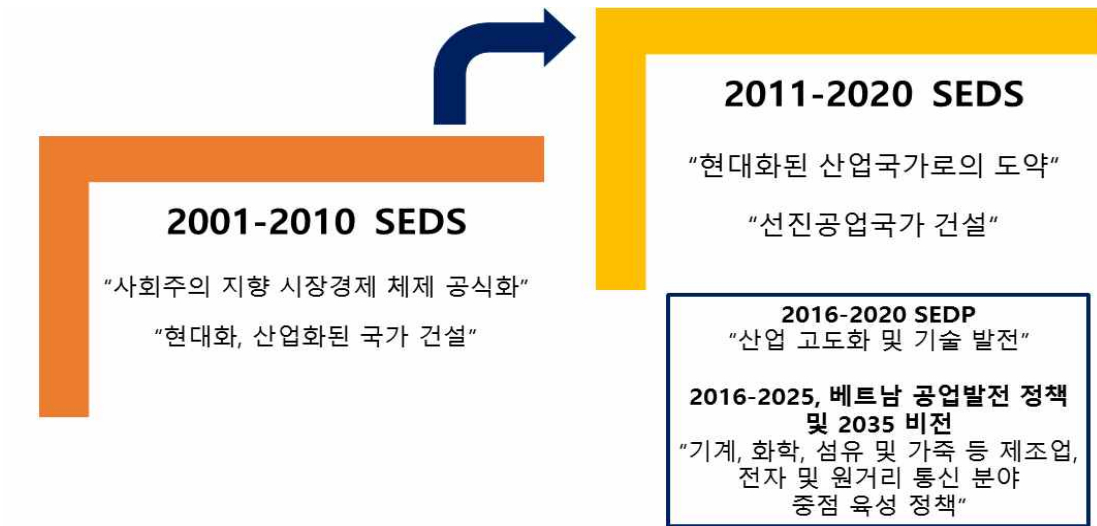 2001-2010 SEDS
“사회주의 지향 시장경제 체제 공식화“
“현대화, 산업화된 국가 건설“
2011-2020 SEDS
“현대화된 산업국가로의 도약“
“선진공업국가 건설“
2016-2020 SEDP
“산업 고도화 및 기술 발전”
2016-2025, 베트남 공업발전 정책
및 2035 비전
“기계, 화학, 섬유 및 가죽 등 제조업,
전자 및 원거리 통신 분야
중점 육성 정책”